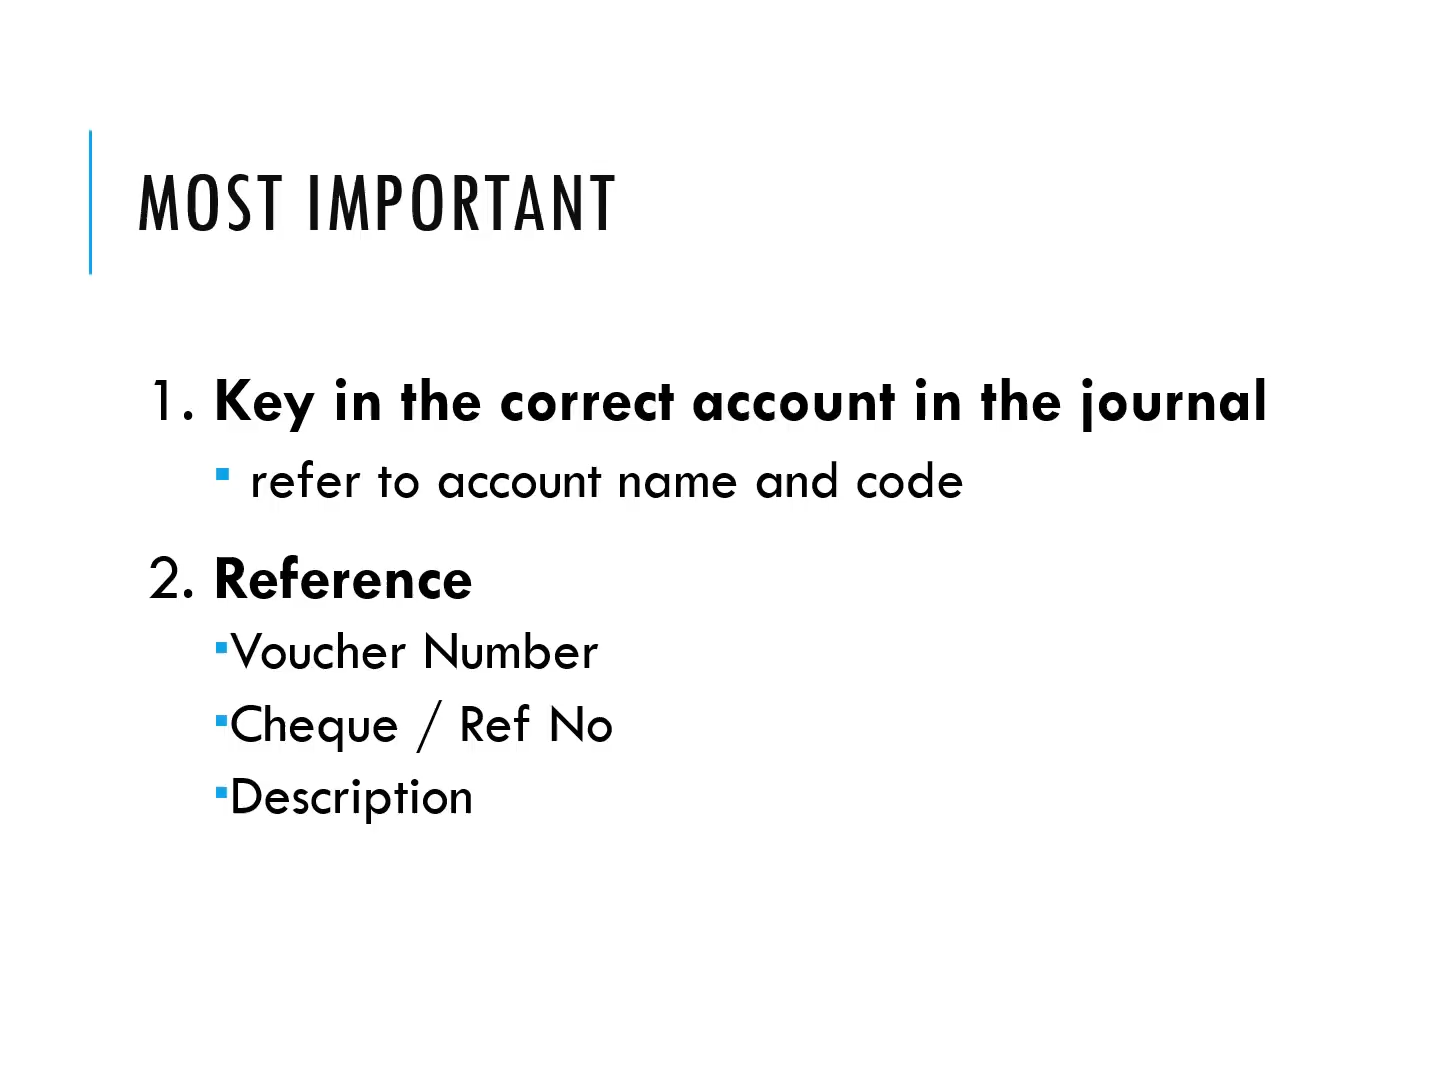 MOST IMPORTANT
1. Key in the correct account in the journal
▪ refer to account name and code
2. Reference
▪Voucher Number
▪Cheque / Ref No
▪Description